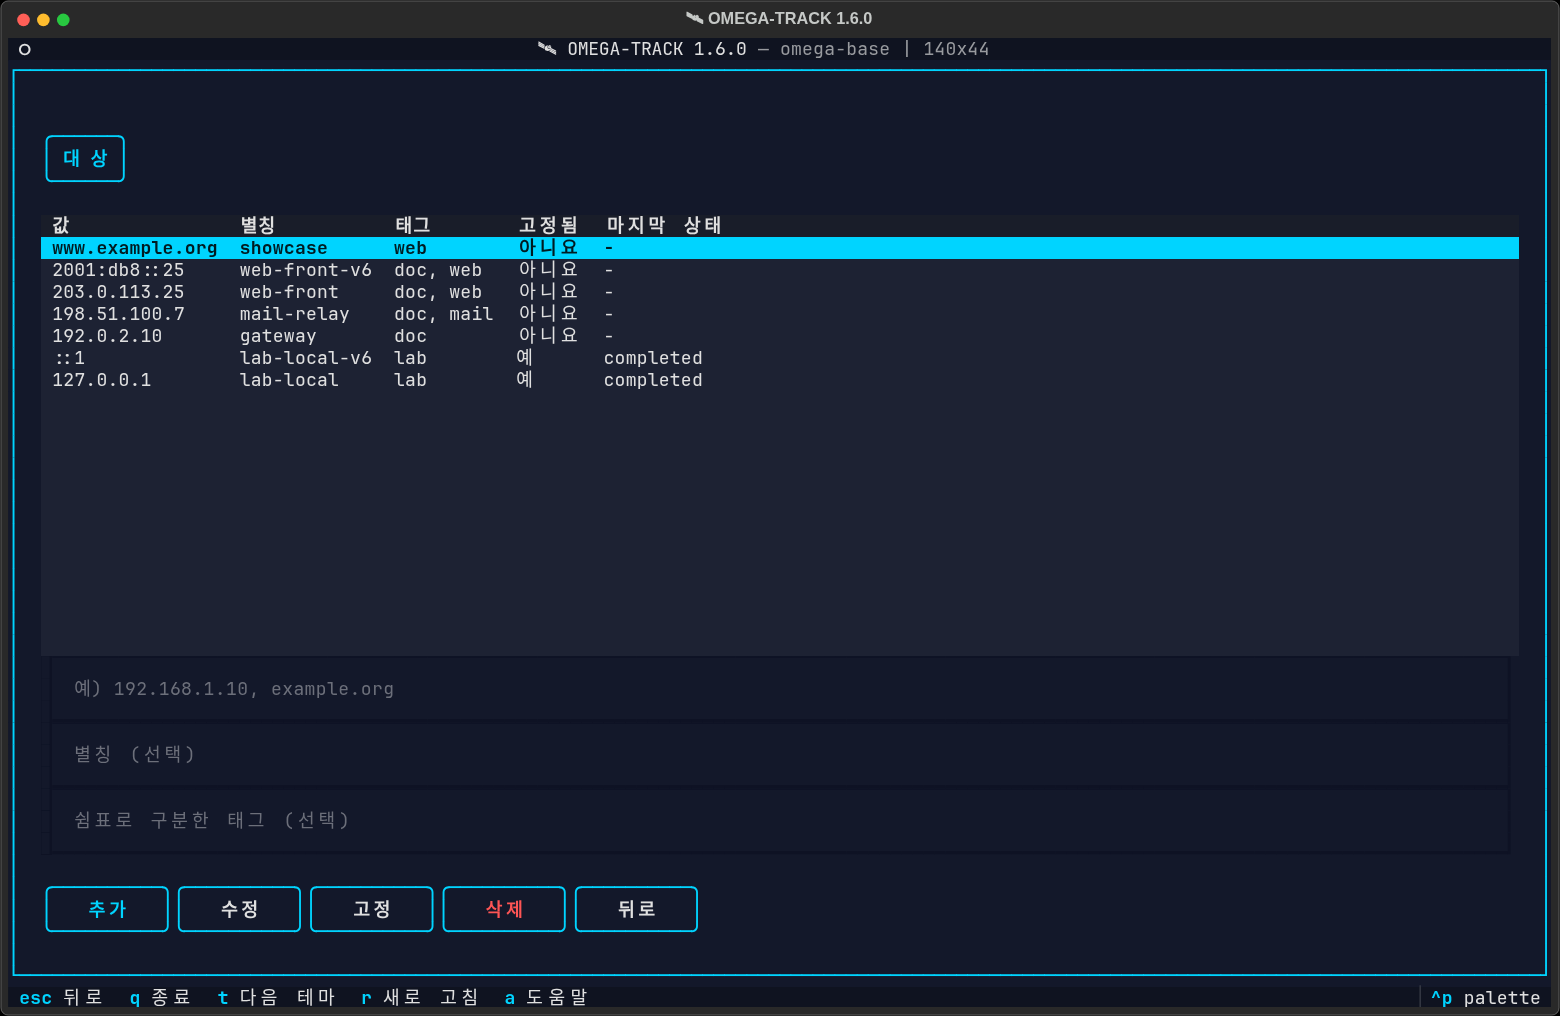 OMEGA-TRACK 1.6.0
OMEGA-TRACK 1.6.0 — omega-base | 140x44
대상
값 별칭 태그 고정됨 마지막 상태
www.example.org showcase web 아니요 -
2001:db8::25 web-front-v6 doc, web 아니요 -
203.0.113.25 web-front doc, web 아니요 -
198.51.100.7 mail-relay doc, mail 아니요 -
192.0.2.10 gateway doc 아니요 -
::1 lab-local-v6 lab 예 completed
127.0.0.1 lab-local lab 예 completed
예) 192.168.1.10, example.org
별칭 (선택)
쉼표로 구분한 태그 (선택)
추가 수정 고정 삭제 뒤로
esc 뒤로 q 종료 t 다음 테마 r 새로 고침 a 도움말 ^p palette